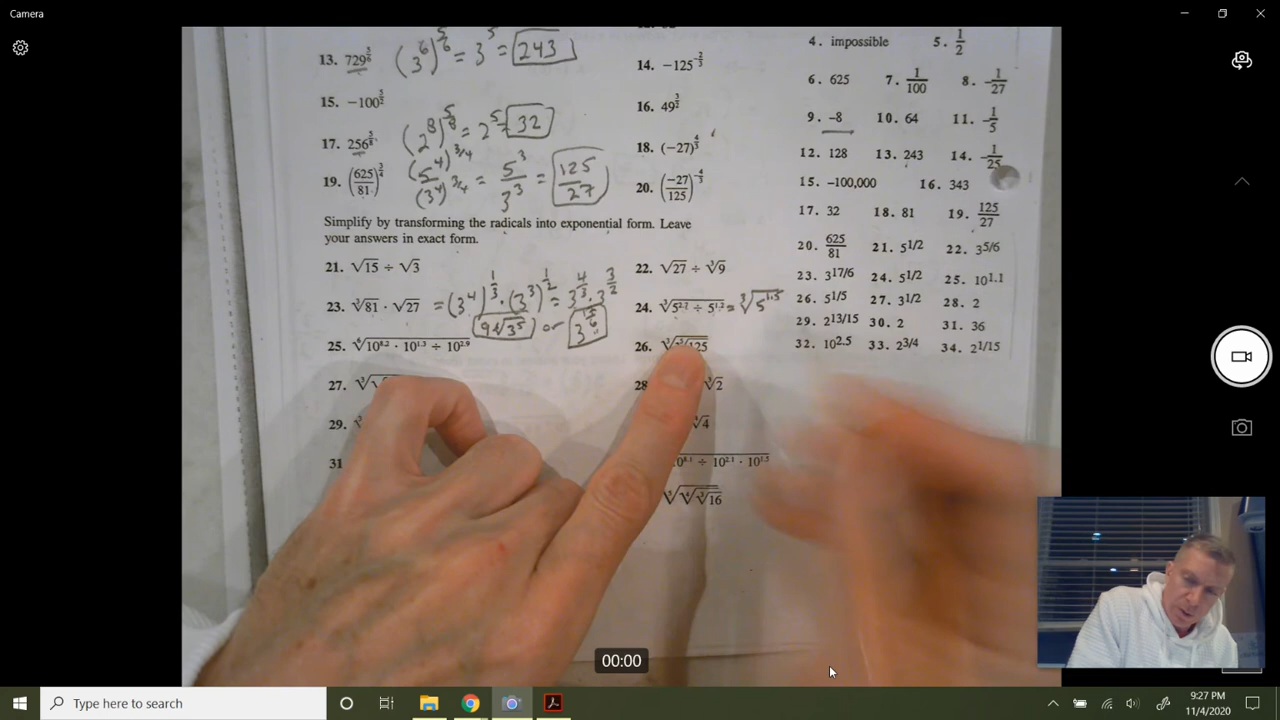 Camera
13. 729^{5/6} (3^6)^{5/6} = 3^5 = 243
14. -125^{-2/3}
15. -100^{5/2}
16. 49^{3/2}
17. 256^{5/8} (2^8)^{5/8} = 2^5 = 32
18. (-27)^{4/3}
19. (625/81)^{3/4} (5^4)^{3/4}/(3^4)^{3/4} = 5^3/3^3 = 125/27
20. (-27/125)^{-4/3}
Simplify by transforming the radicals into exponential form. Leave
your answers in exact form.
21. √15 ÷ √3
22. √27 ÷ ∛9
23. ∛81 · √27 = (3^4)^{1/3} · (3^3)^{1/2} = 3^{4/3} · 3^{3/2}
or
24. = ∛5^{1.5}
25.
26.
27.
28 ∛2
29.
31
4. impossible 5. 1/2
6. 625 7. 1/100 8. -1/27
9. -8 10. 64 11. -1/5
12. 128 13. 243 14. -1/25
15. -100,000 16. 343
17. 32 18. 81 19. 125/27
20. 625/81 21. 5^{1/2} 22. 3^{5/6}
23. 3^{17/6} 24. 5^{1/2} 25. 10^{1.1}
26. 5^{1/5} 27. 3^{1/2} 28. 2
29. 2^{13/15} 30. 2 31. 36
32. 10^{2.5} 33. 2^{3/4} 34. 2^{1/15}
00:00
Type here to search
9:27 PM
11/4/2020